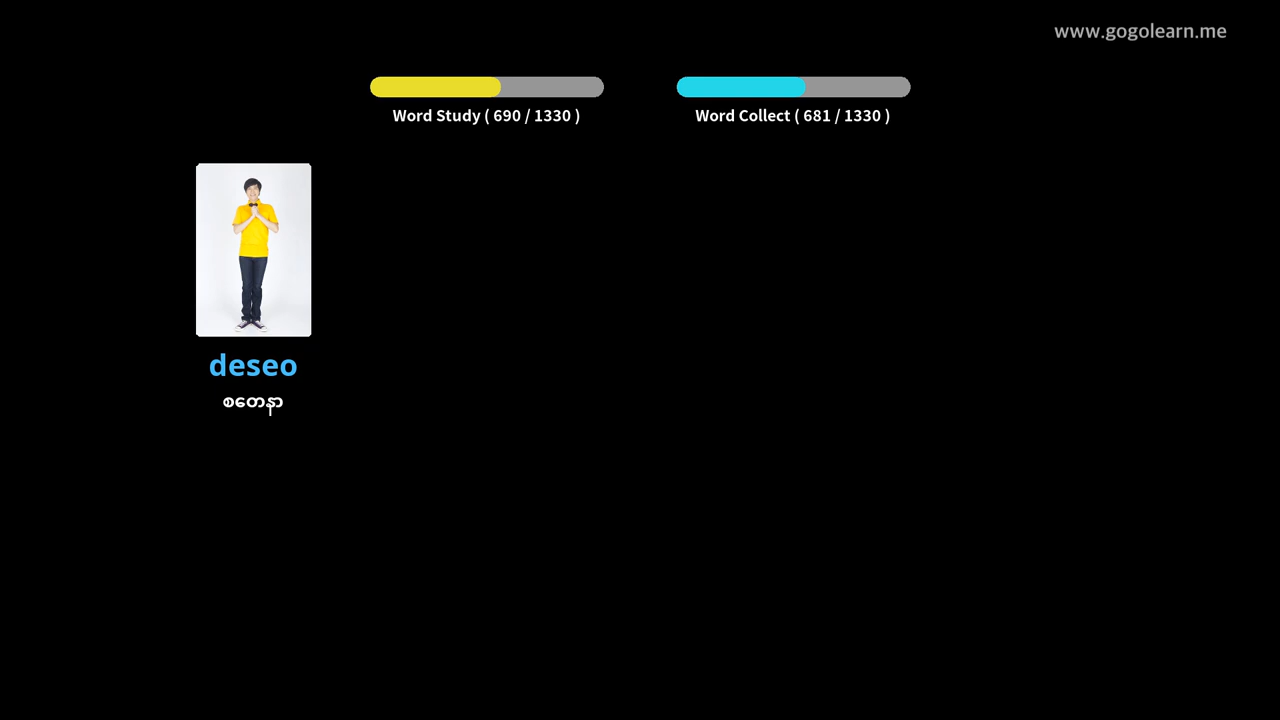 www.gogolearn.me
Word Study ( 690 / 1330 )
Word Collect ( 681 / 1330 )
deseo
စတေနာ